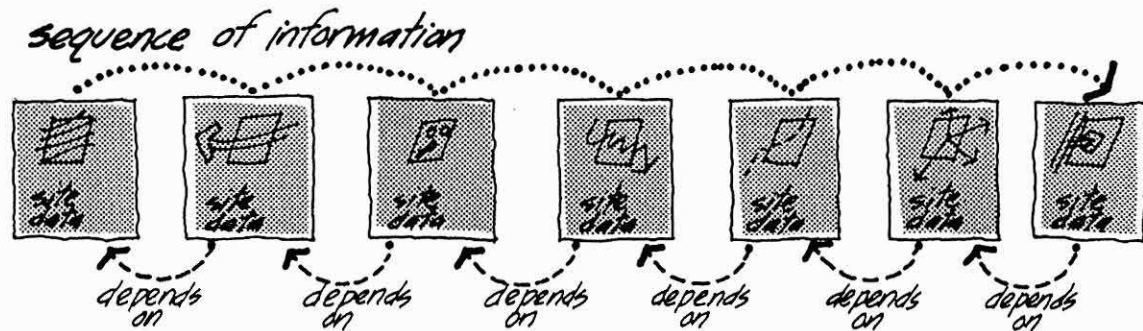 sequence of information
site
data
site
data
site
data
site
data
site
data
site
data
site
data
depends
on
depends
on
depends
on
depends
on
depends
on
depends
on